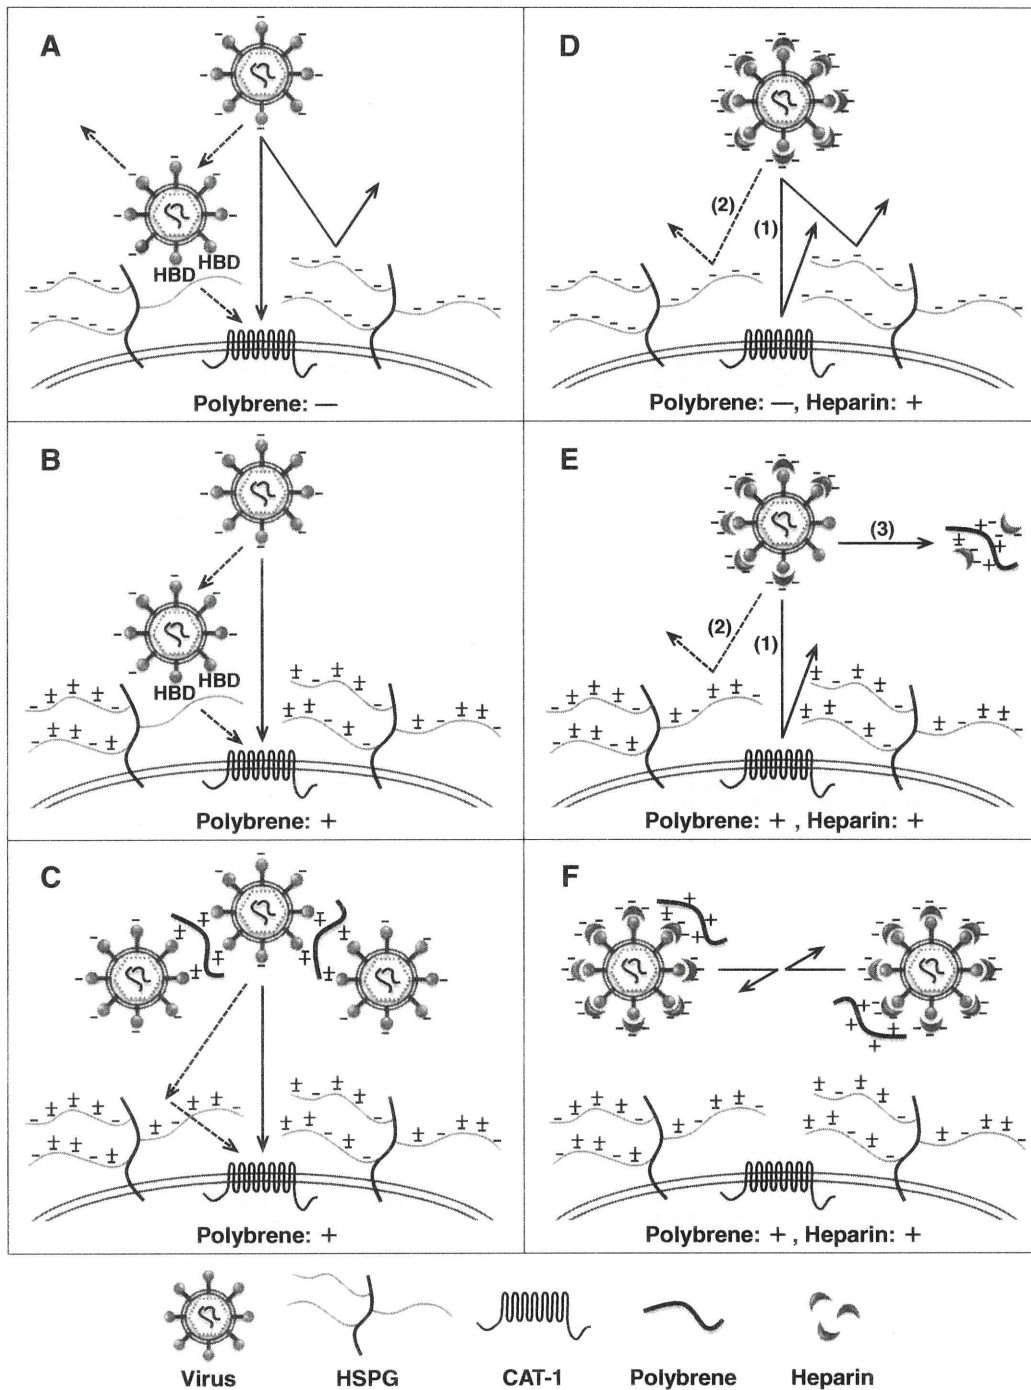 A
HBD HBD
Polybrene: —
D
(2)
(1)
Polybrene: —, Heparin: +
B
HBD HBD
Polybrene: +
E
(3)
(2)
(1)
Polybrene: + , Heparin: +
C
Polybrene: +
F
Polybrene: + , Heparin: +
Virus HSPG CAT-1 Polybrene Heparin